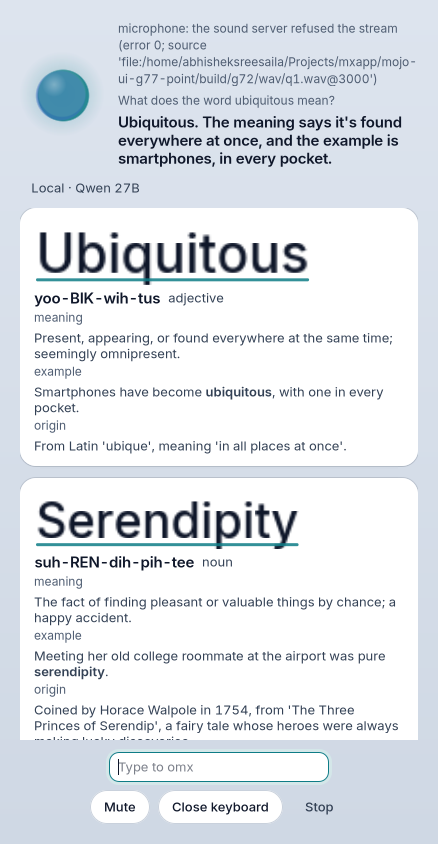 microphone: the sound server refused the stream
(error 0; source
'file:/home/abhisheksreesaila/Projects/mxapp/mojo-
ui-g77-point/build/g72/wav/q1.wav@3000')
What does the word ubiquitous mean?
Ubiquitous. The meaning says it's found
everywhere at once, and the example is
smartphones, in every pocket.
Local · Qwen 27B
Ubiquitous
yoo-BIK-wih-tus adjective
meaning
Present, appearing, or found everywhere at the same time;
seemingly omnipresent.
example
Smartphones have become ubiquitous, with one in every
pocket.
origin
From Latin 'ubique', meaning 'in all places at once'.
Serendipity
suh-REN-dih-pih-tee noun
meaning
The fact of finding pleasant or valuable things by chance; a
happy accident.
example
Meeting her old college roommate at the airport was pure
serendipity.
origin
Coined by Horace Walpole in 1754, from 'The Three
Princes of Serendip', a fairy tale whose heroes were always
making lucky discoveries.
Type to omx
Mute Close keyboard Stop